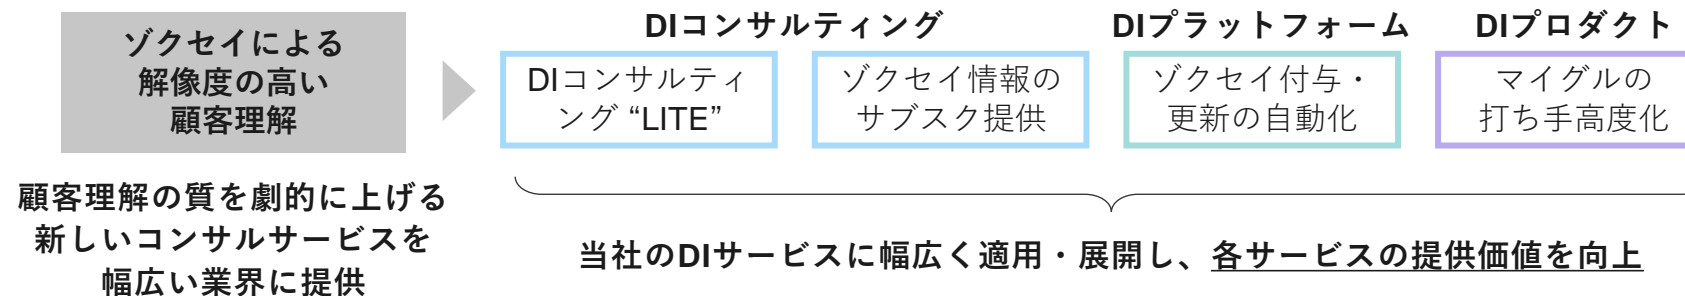 ゾクセイによる
解像度の高い
顧客理解
顧客理解の質を劇的に上げる
新しいコンサルサービスを
幅広い業界に提供
DIコンサルティング
DIコンサルティ
ング “LITE”
ゾクセイ情報の
サブスク提供
DIプラットフォーム
ゾクセイ付与・
更新の自動化
DIプロダクト
マイグルの
打ち手高度化
当社のDIサービスに幅広く適用・展開し、各サービスの提供価値を向上